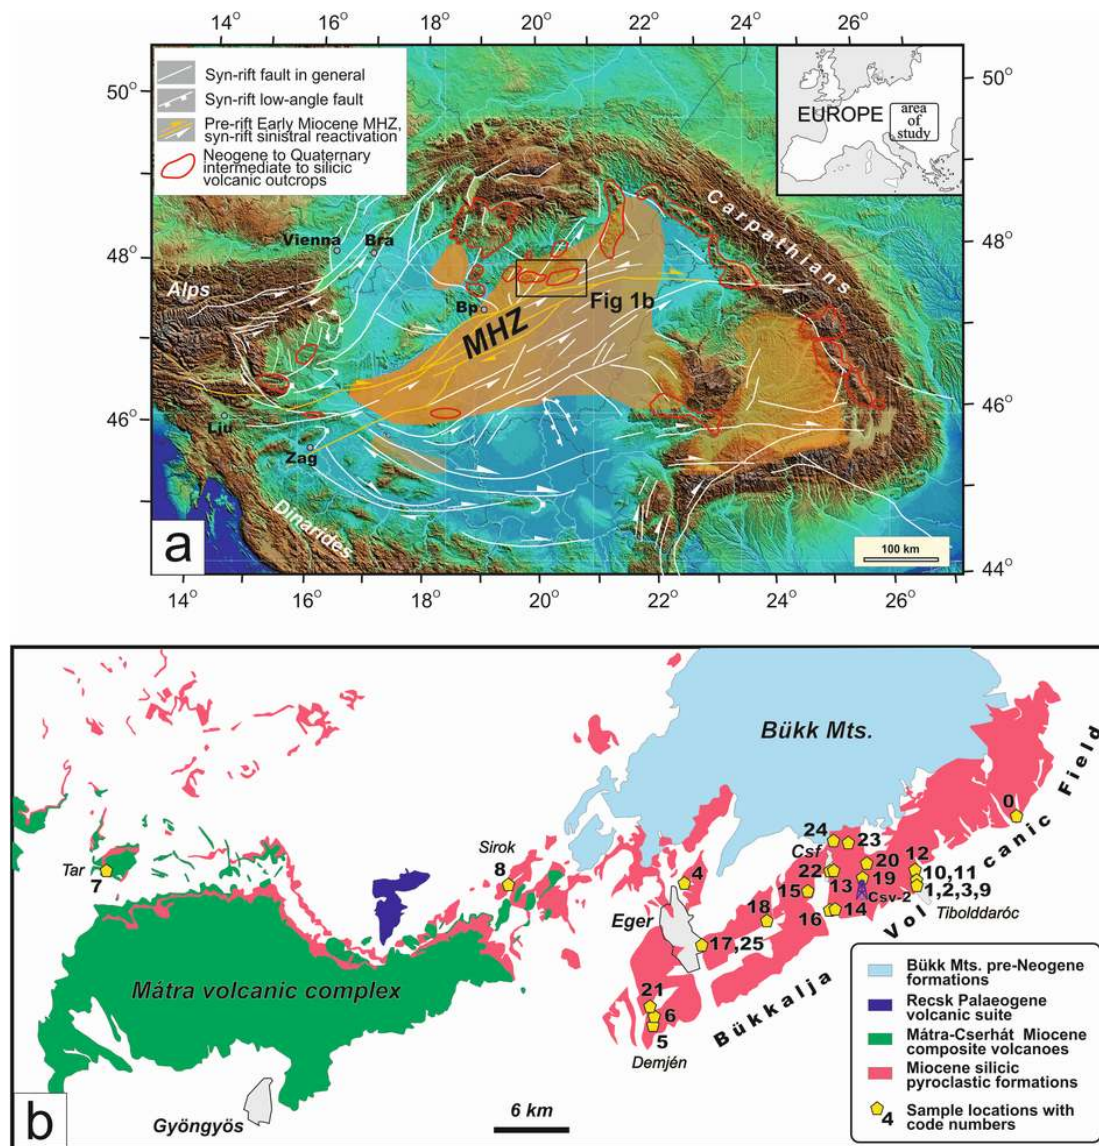 14° 16° 18° 20° 22° 24° 26°
Syn-rift fault in general
Syn-rift low-angle fault
Pre-rift Early Miocene MHZ,
syn-rift sinistral reactivation
Neogene to Quaternary
intermediate to silicic
volcanic outcrops
EUROPE
area
of
study
50° 50°
Carpathians
Vienna
Bra
48° 48°
Alps
Bp
Fig 1b
MHZ
46° 46°
Lju
Zag
Dinarides
a
100 km
44°
14° 16° 18° 20° 22° 24° 26°
Bükk Mts.
Bükkalja Volcanic Field
0
24
23
Csf
Sirok
Tar
7
8
4
22
20
12
13
19
10,11
15
Csv-2
1,2,3,9
Eger
18
16
14
Tibolddaróc
17,25
Mátra volcanic complex
21
6
5
Demjén
Bükk Mts. pre-Neogene
formations
Recsk Palaeogene
volcanic suite
Mátra-Cserhát Miocene
composite volcanoes
Miocene silicic
pyroclastic formations
4
Sample locations with
code numbers
b
Gyöngyös
6 km